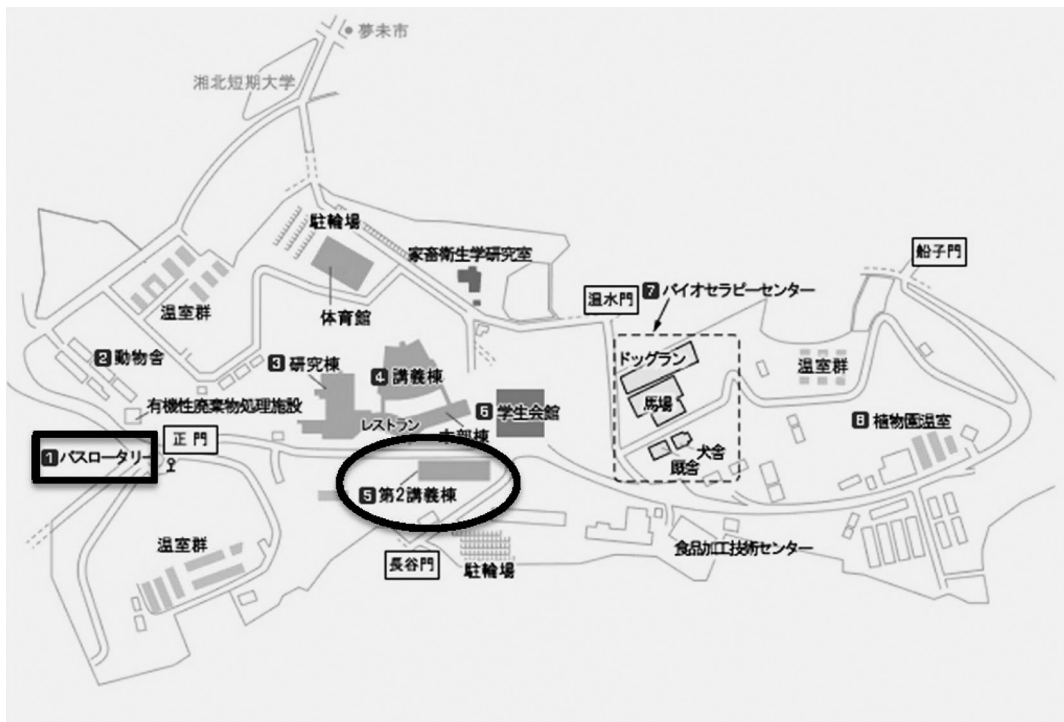 夢未市
湘北短期大学
駐輪場
家畜衛生学研究室
船子門
温水門
7 バイオセラピーセンター
温室群
体育館
ドッグラン
2 動物舎
3 研究棟
4 講義棟
温室群
馬場
有機性廃棄物処理施設
レストラン
6 学生会館
8 植物園温室
本部棟
正門
犬舎
厩舎
1 バスロータリー
5 第2講義棟
温室群
長谷門
駐輪場
食品加工技術センター